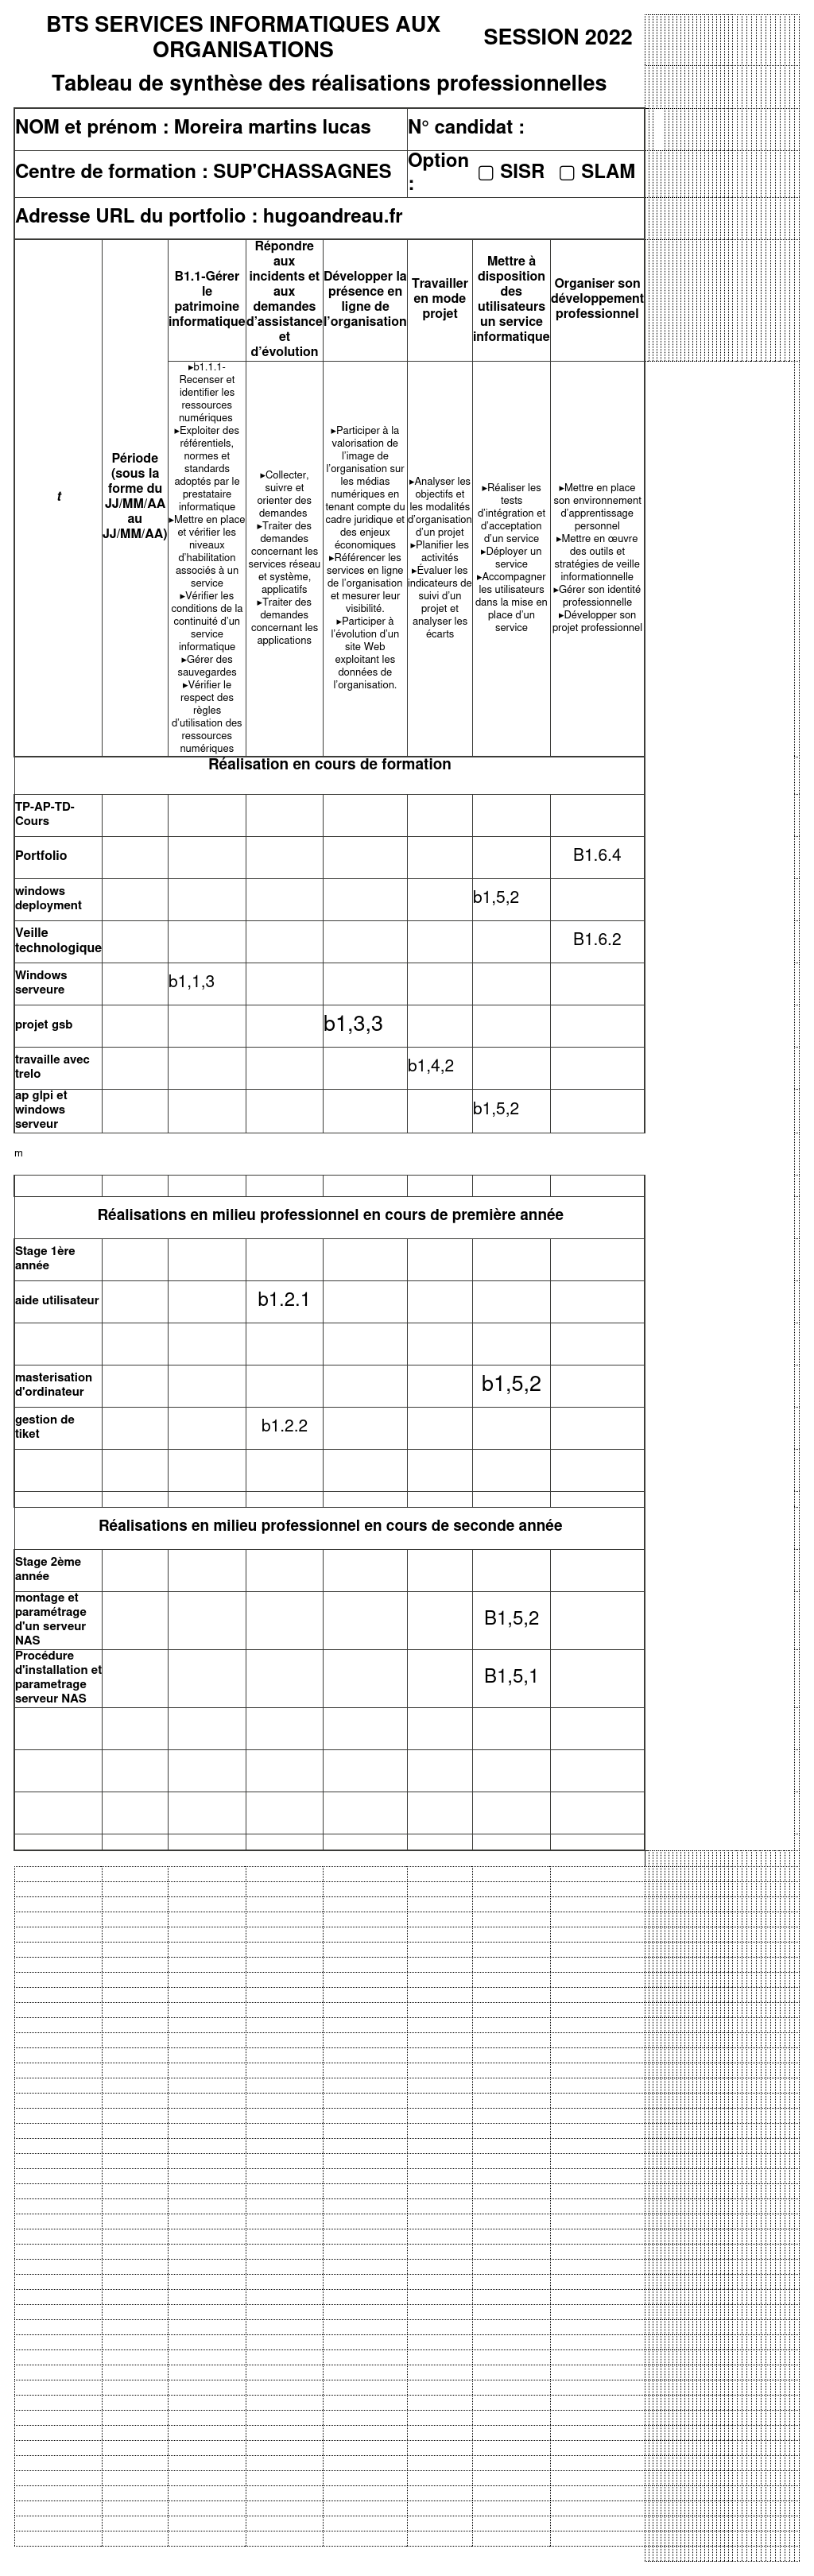 BTS SERVICES INFORMATIQUES AUX
ORGANISATIONS
SESSION 2022
Tableau de synthèse des réalisations professionnelles
NOM et prénom : Moreira martins lucas
N° candidat :
Centre de formation : SUP'CHASSAGNES
Option
:
▢ SISR
▢ SLAM
Adresse URL du portfolio : hugoandreau.fr
t
Période
(sous la
forme du
JJ/MM/AA
au
JJ/MM/AA)
B1.1-Gérer
le
patrimoine
informatique
Répondre
aux
incidents et
aux
demandes
d'assistance
et
d'évolution
Développer la
présence en
ligne de
l'organisation
Travailler
en mode
projet
Mettre à
disposition
des
utilisateurs
un service
informatique
Organiser son
développement
professionnel
▸b1.1.1-
Recenser et
identifier les
ressources
numériques
▸Exploiter des
référentiels,
normes et
standards
adoptés par le
prestataire
informatique
▸Mettre en place
et vérifier les
niveaux
d'habilitation
associés à un
service
▸Vérifier les
conditions de la
continuité d'un
service
informatique
▸Gérer des
sauvegardes
▸Vérifier le
respect des
règles
d'utilisation des
ressources
numériques
▸Collecter,
suivre et
orienter des
demandes
▸Traiter des
demandes
concernant les
services réseau
et système,
applicatifs
▸Traiter des
demandes
concernant les
applications
▸Participer à la
valorisation de
l'image de
l'organisation sur
les médias
numériques en
tenant compte du
cadre juridique et
des enjeux
économiques
▸Référencer les
services en ligne
de l'organisation
et mesurer leur
visibilité.
▸Participer à
l'évolution d'un
site Web
exploitant les
données de
l'organisation.
▸Analyser les
objectifs et
les modalités
d'organisation
d'un projet
▸Planifier les
activités
▸Évaluer les
indicateurs de
suivi d'un
projet et
analyser les
écarts
▸Réaliser les
tests
d'intégration et
d'acceptation
d'un service
▸Déployer un
service
▸Accompagner
les utilisateurs
dans la mise en
place d'un
service
▸Mettre en place
son environnement
d'apprentissage
personnel
▸Mettre en œuvre
des outils et
stratégies de veille
informationnelle
▸Gérer son identité
professionnelle
▸Développer son
projet professionnel
Réalisation en cours de formation
TP-AP-TD-
Cours
Portfolio
B1.6.4
windows
deployment
b1,5,2
Veille
technologique
B1.6.2
Windows
serveure
b1,1,3
projet gsb
b1,3,3
travaille avec
trelo
b1,4,2
ap glpi et
windows
serveur
b1,5,2
m
Réalisations en milieu professionnel en cours de première année
Stage 1ère
année
aide utilisateur
b1.2.1
masterisation
d'ordinateur
b1,5,2
gestion de
tiket
b1.2.2
Réalisations en milieu professionnel en cours de seconde année
Stage 2ème
année
montage et
paramétrage
d'un serveur
NAS
B1,5,2
Procédure
d'installation et
parametrage
serveur NAS
B1,5,1